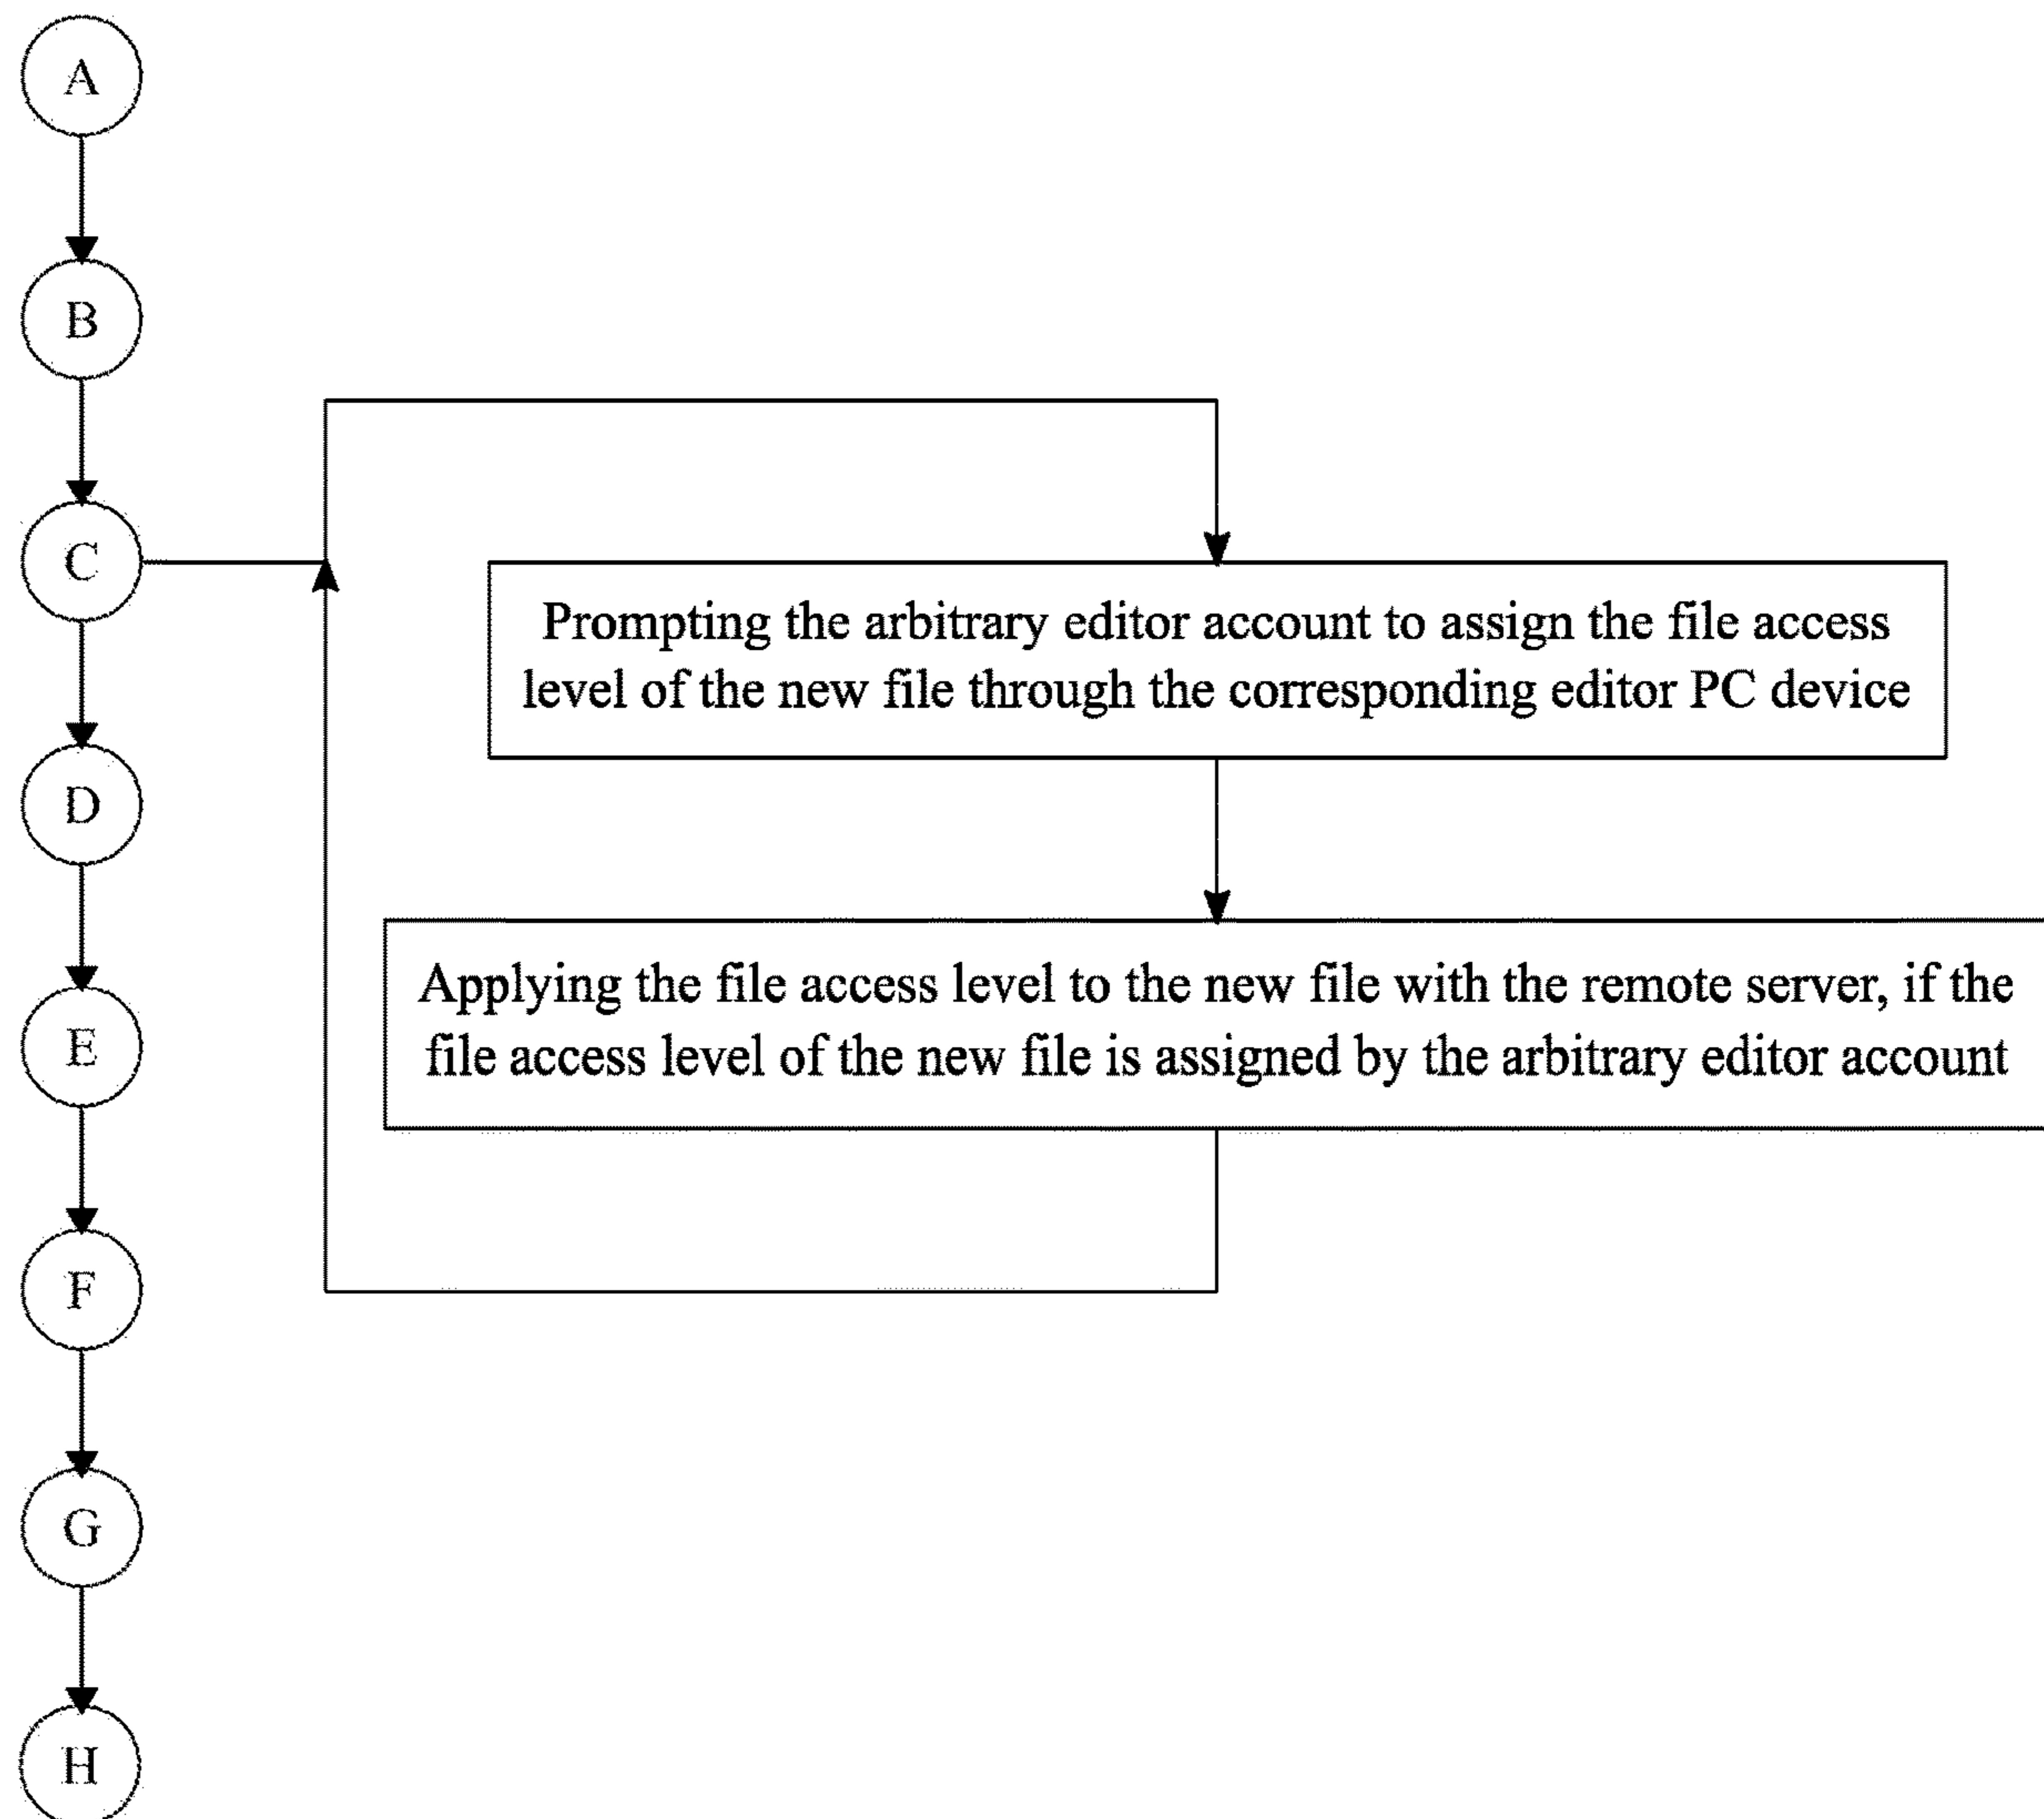 A
B
C
Prompting the arbitrary editor account to assign the file access
level of the new file through the corresponding editor PC device
D
Applying the file access level to the new file with the remote server, if the
file access level of the new file is assigned by the arbitrary editor account
E
F
G
H